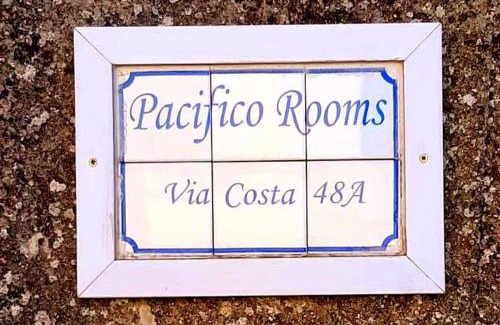 Pacifico Rooms
Via Costa 48A